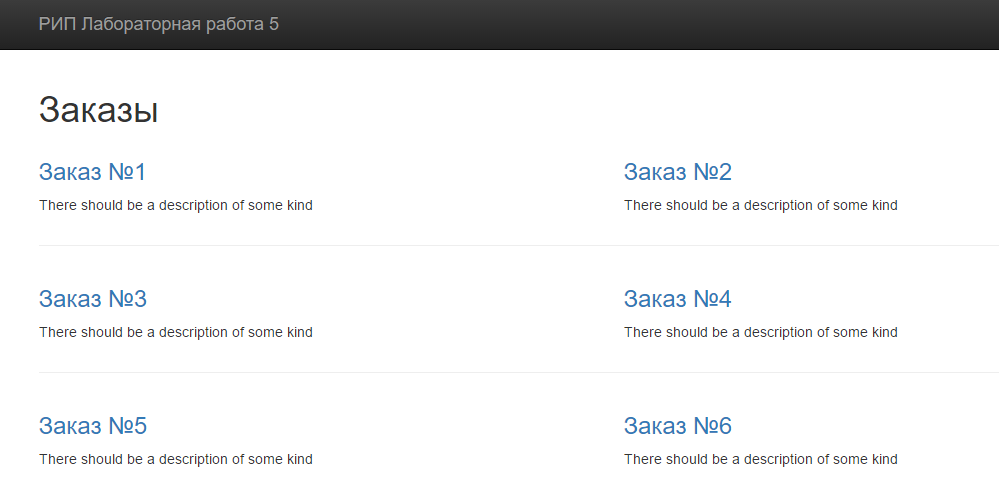 РИП Лабораторная работа 5
Заказы
Заказ №1
There should be a description of some kind
Заказ №2
There should be a description of some kind
Заказ №3
There should be a description of some kind
Заказ №4
There should be a description of some kind
Заказ №5
There should be a description of some kind
Заказ №6
There should be a description of some kind